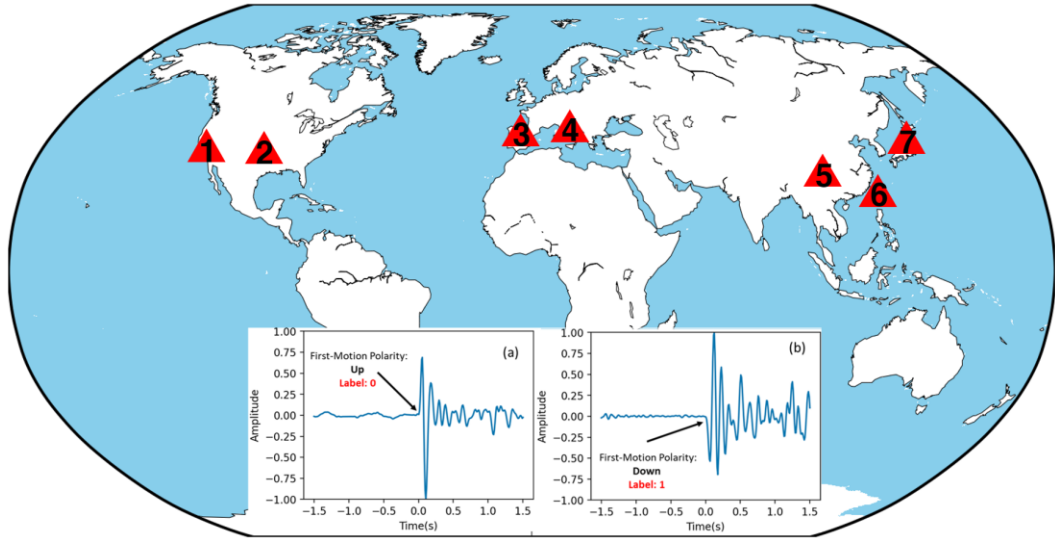 1
2
3
4
5
6
7
(a)
First-Motion Polarity:
Up
Label: 0
Amplitude
1.00
0.75
0.50
0.25
0.00
−0.25
−0.50
−0.75
−1.00
−1.5 −1.0 −0.5 0.0 0.5 1.0 1.5
Time(s)
(b)
First-Motion Polarity:
Down
Label: 1
Amplitude
1.00
0.75
0.50
0.25
0.00
−0.25
−0.50
−0.75
−1.00
−1.5 −1.0 −0.5 0.0 0.5 1.0 1.5
Time(s)